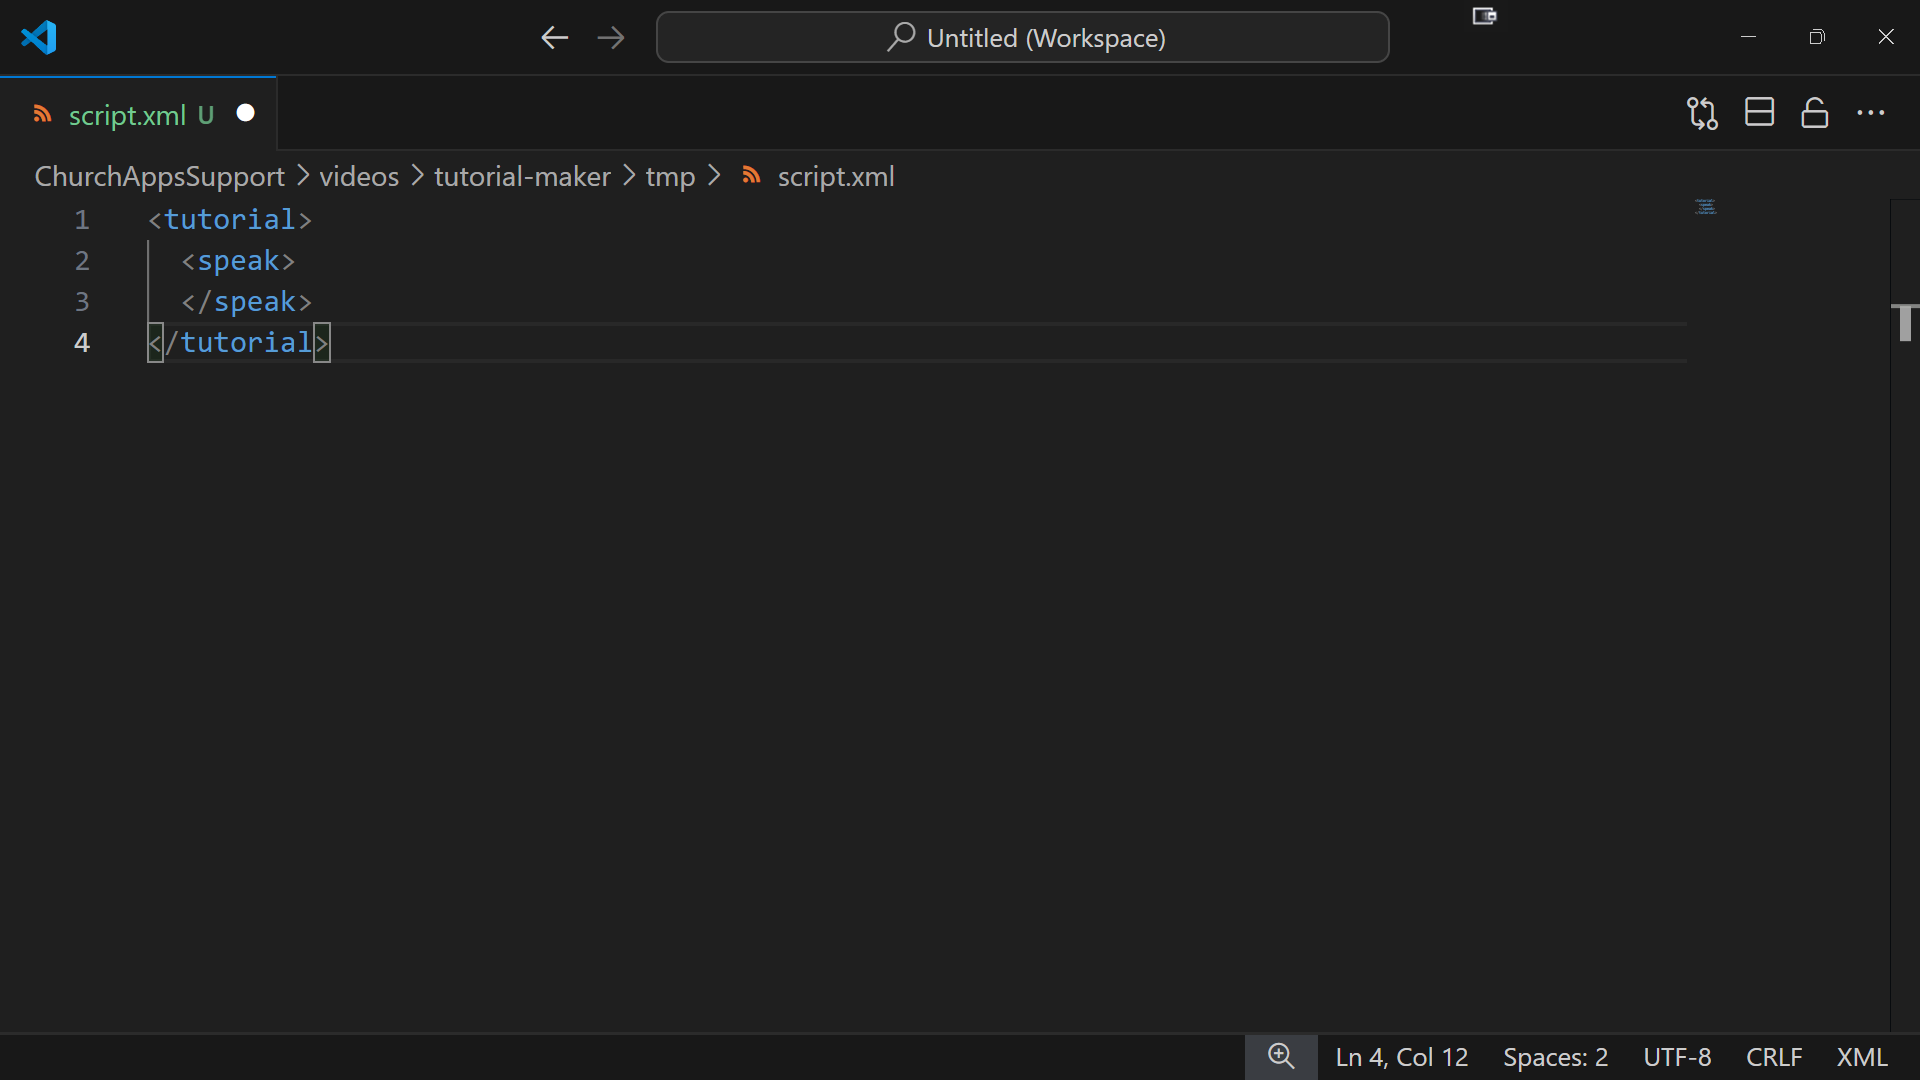 Untitled (Workspace)
script.xml U
ChurchAppsSupport > videos > tutorial-maker > tmp > script.xml
1 <tutorial>
2   <speak>
3   </speak>
4 </tutorial>
Ln 4, Col 12 Spaces: 2 UTF-8 CRLF XML